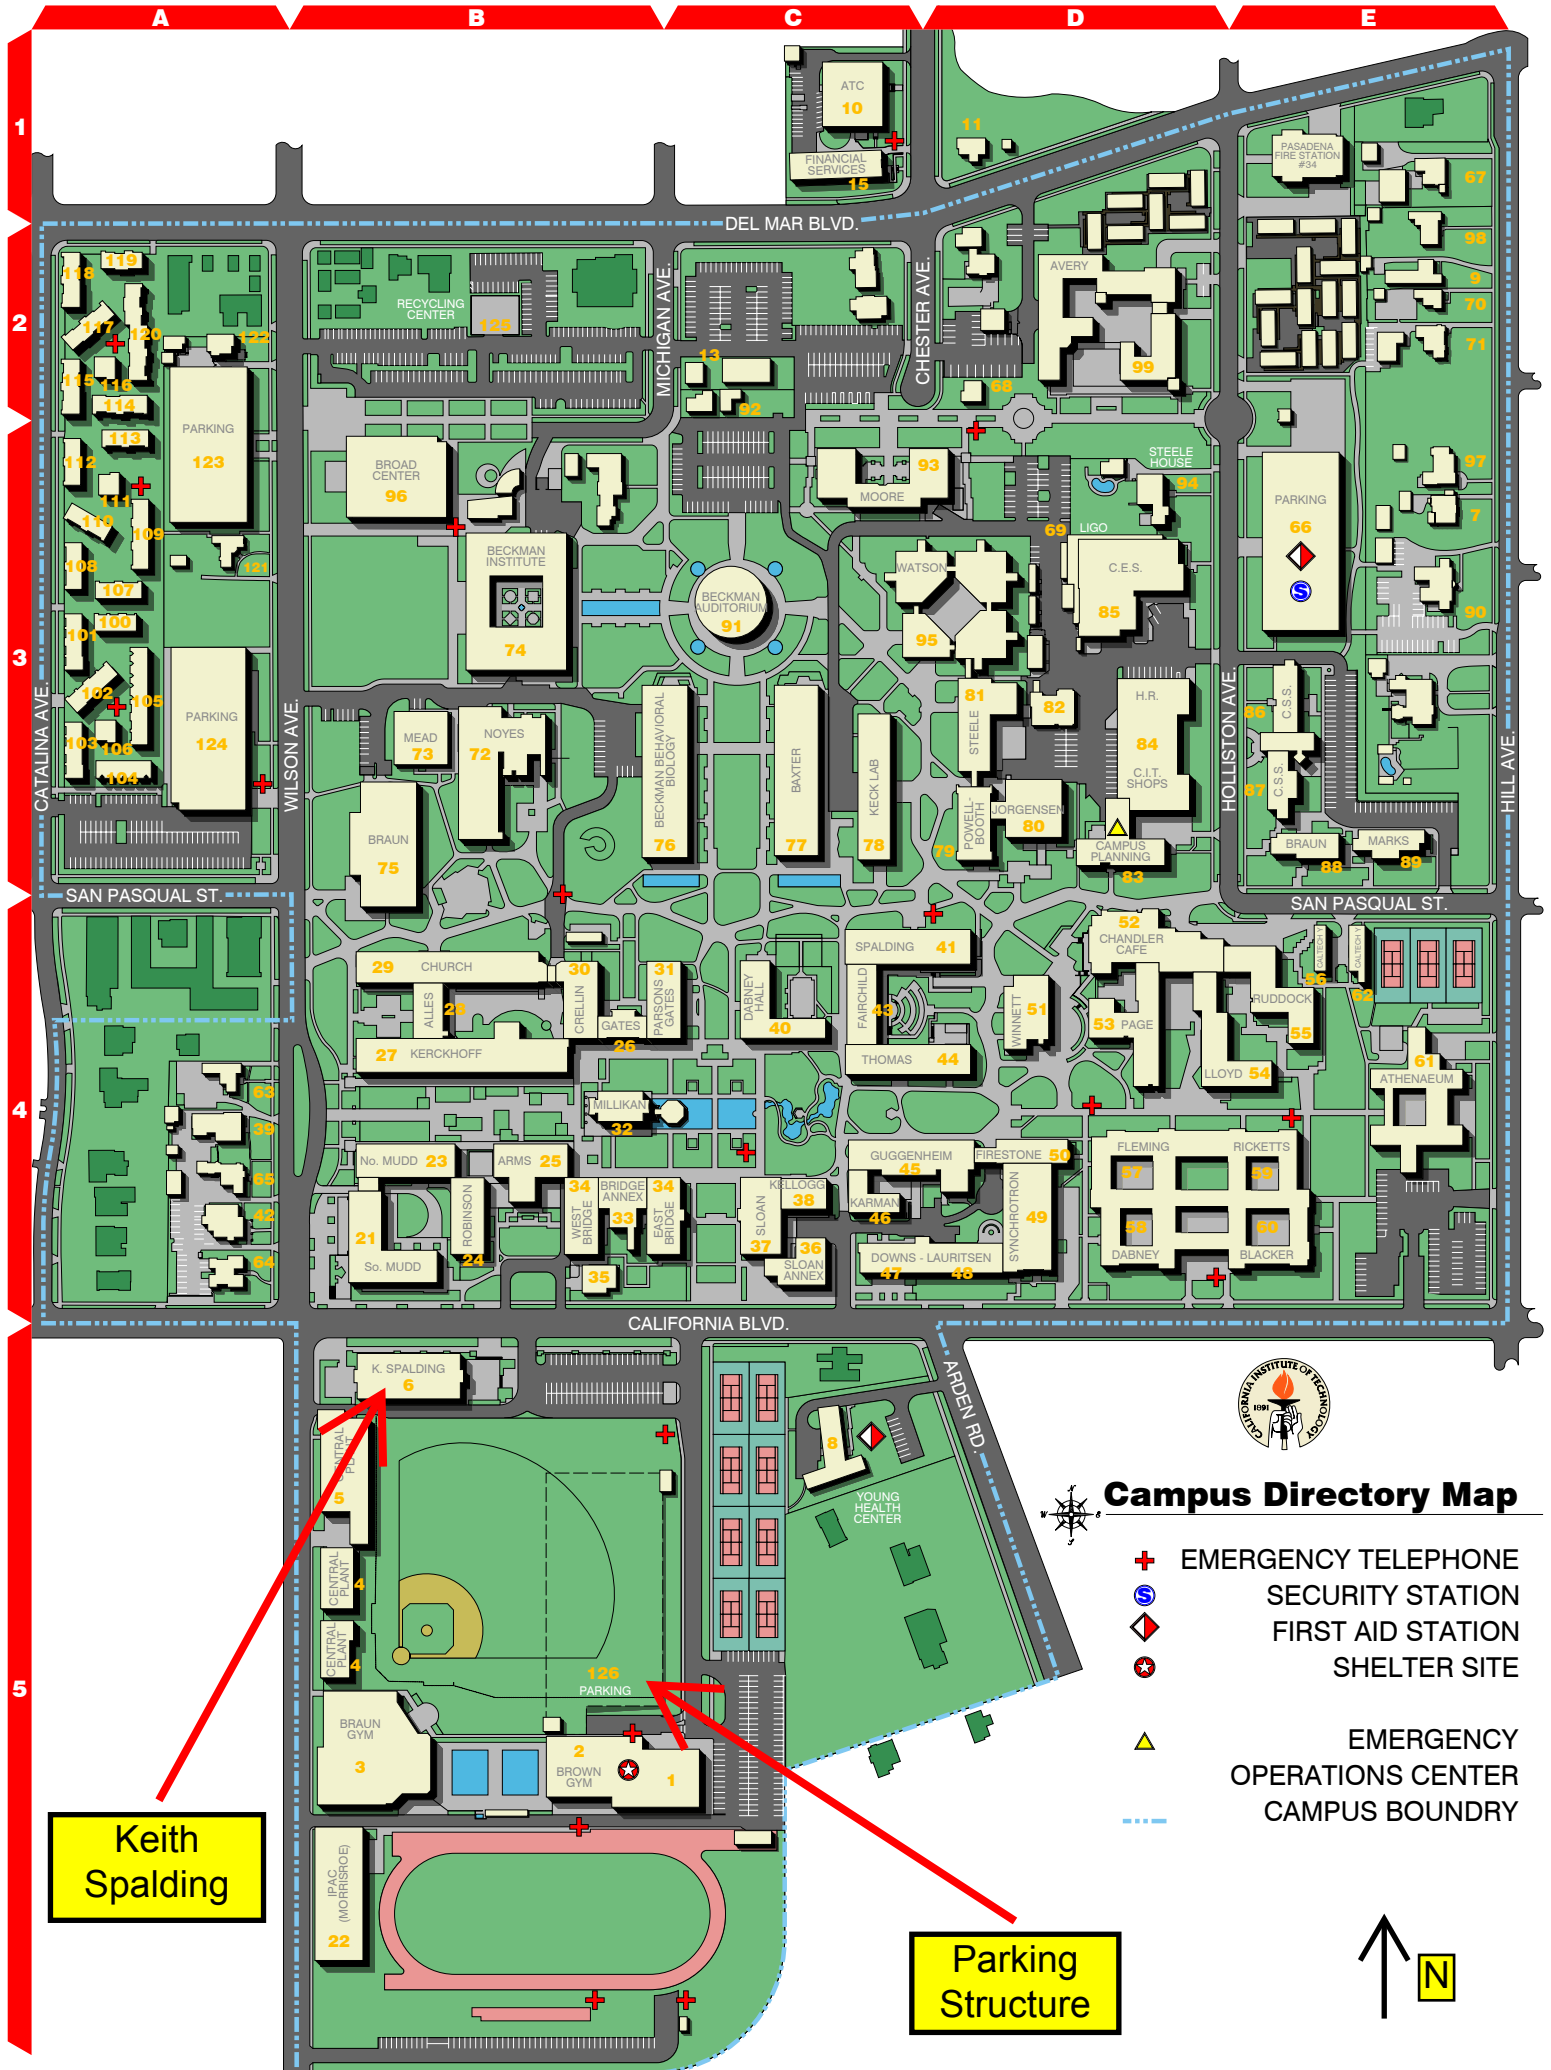 A
B
C
D
E
1
2
3
4
5
ATC
10
FINANCIAL
SERVICES
15
11
PASADENA
FIRE STATION
#34
67
98
9
70
71
DEL MAR BLVD.
118
119
117
120
122
115
116
114
113
112
111
110
109
108
107
121
100
101
102
105
103
106
104
PARKING
123
PARKING
124
RECYCLING
CENTER
125
MICHIGAN AVE.
CHESTER AVE.
13
92
68
AVERY
99
BROAD
CENTER
96
93
MOORE
STEELE
HOUSE
94
97
7
PARKING
66
S
90
69
LIGO
BECKMAN
INSTITUTE
74
BECKMAN
AUDITORIUM
91
WATSON
95
C.E.S.
85
CATALINA AVE.
WILSON AVE.
HOLLISTON AVE.
HILL AVE.
MEAD
73
NOYES
72
BECKMAN BEHAVIORAL
BIOLOGY
76
BAXTER
77
KECK LAB
78
81
STEELE
82
H.R.
84
C.I.T.
SHOPS
86
C.S.S.
87
C.S.S.
BRAUN
75
79
POWELL-
BOOTH
JORGENSEN
80
CAMPUS
PLANNING
83
BRAUN
88
MARKS
89
SAN PASQUAL ST.
SAN PASQUAL ST.
29
CHURCH
ALLES
28
27
KERCKHOFF
30
CRELLIN
GATES
26
31
PARSONS
GATES
DABNEY
HALL
40
SPALDING
41
FAIRCHILD
43
THOMAS
44
WINNETT
51
52
CHANDLER
CAFE
53
PAGE
LLOYD
54
RUDDOCK
55
CALTECH Y
56
CALTECH Y
62
61
ATHENAEUM
63
39
65
42
64
MILLIKAN
32
No. MUDD
23
ARMS
25
ROBINSON
24
21
So. MUDD
34
WEST
BRIDGE
BRIDGE
ANNEX
33
34
EAST
BRIDGE
35
KELLOGG
38
SLOAN
37
36
SLOAN
ANNEX
GUGGENHEIM
45
KARMAN
46
FIRESTONE
50
SYNCHROTRON
49
DOWNS - LAURITSEN
47
48
FLEMING
57
RICKETTS
59
58
DABNEY
60
BLACKER
CALIFORNIA BLVD.
K. SPALDING
6
CENTRAL
PLANT
5
CENTRAL
PLANT
4
CENTRAL
PLANT
4
8
YOUNG
HEALTH
CENTER
ARDEN RD.
126
PARKING
BRAUN
GYM
3
2
BROWN
GYM
1
IPAC
(MORRISROE)
22
Keith
Spalding
Parking
Structure
CALIFORNIA INSTITUTE OF TECHNOLOGY
1891
N
W
S
Campus Directory Map
EMERGENCY TELEPHONE
S
SECURITY STATION
FIRST AID STATION
SHELTER SITE
EMERGENCY
OPERATIONS CENTER
CAMPUS BOUNDRY
N